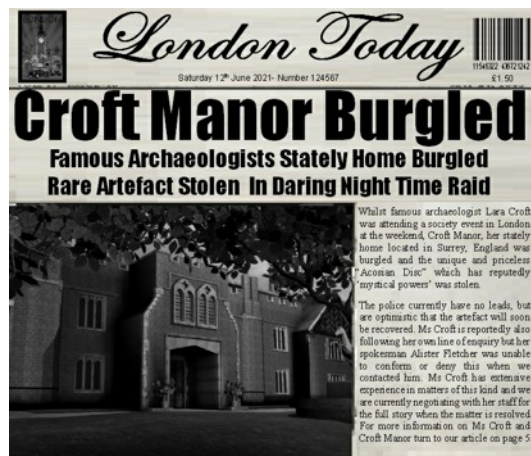 London Today
Saturday 12th June 2021- Number 124567
£1.50
Croft Manor Burgled
Famous Archaeologists Stately Home Burgled
Rare Artefact Stolen In Daring Night Time Raid
Whilst famous archaeologist Lara Croft
was attending a society event in London
at the weekend, Croft Manor, her stately
home located in Surrey, England was
burgled and the unique and priceless
"Acosian Disc" which has reputedly
'mystical powers' was stolen.
The police currently have no leads, but
are optimistic that the artefact will soon
be recovered. Ms Croft is reportedly also
following her own line of enquiry but her
spokesman Alister Fletcher was unable
to conform or deny this when we
contacted him. Ms Croft has extensive
experience in matters of this kind and we
are currently negotiating with her staff for
the full story when the matter is resolved.
For more information on Ms Croft and
Croft Manor turn to our article on page 5